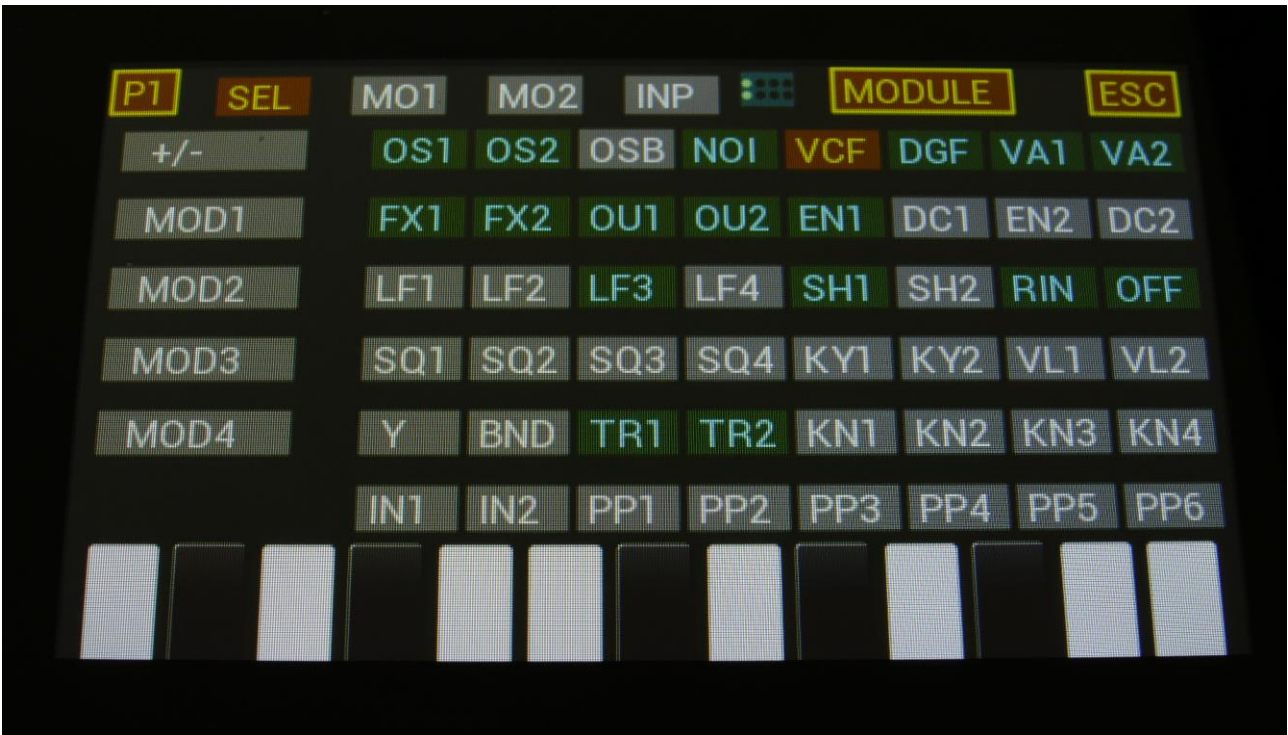 P1 SEL MO1 MO2 INP MODULE ESC
+/- OS1 OS2 OSB NOI VCF DGF VA1 VA2
MOD1 FX1 FX2 OU1 OU2 EN1 DC1 EN2 DC2
MOD2 LF1 LF2 LF3 LF4 SH1 SH2 RIN OFF
MOD3 SQ1 SQ2 SQ3 SQ4 KY1 KY2 VL1 VL2
MOD4 Y BND TR1 TR2 KN1 KN2 KN3 KN4
IN1 IN2 PP1 PP2 PP3 PP4 PP5 PP6